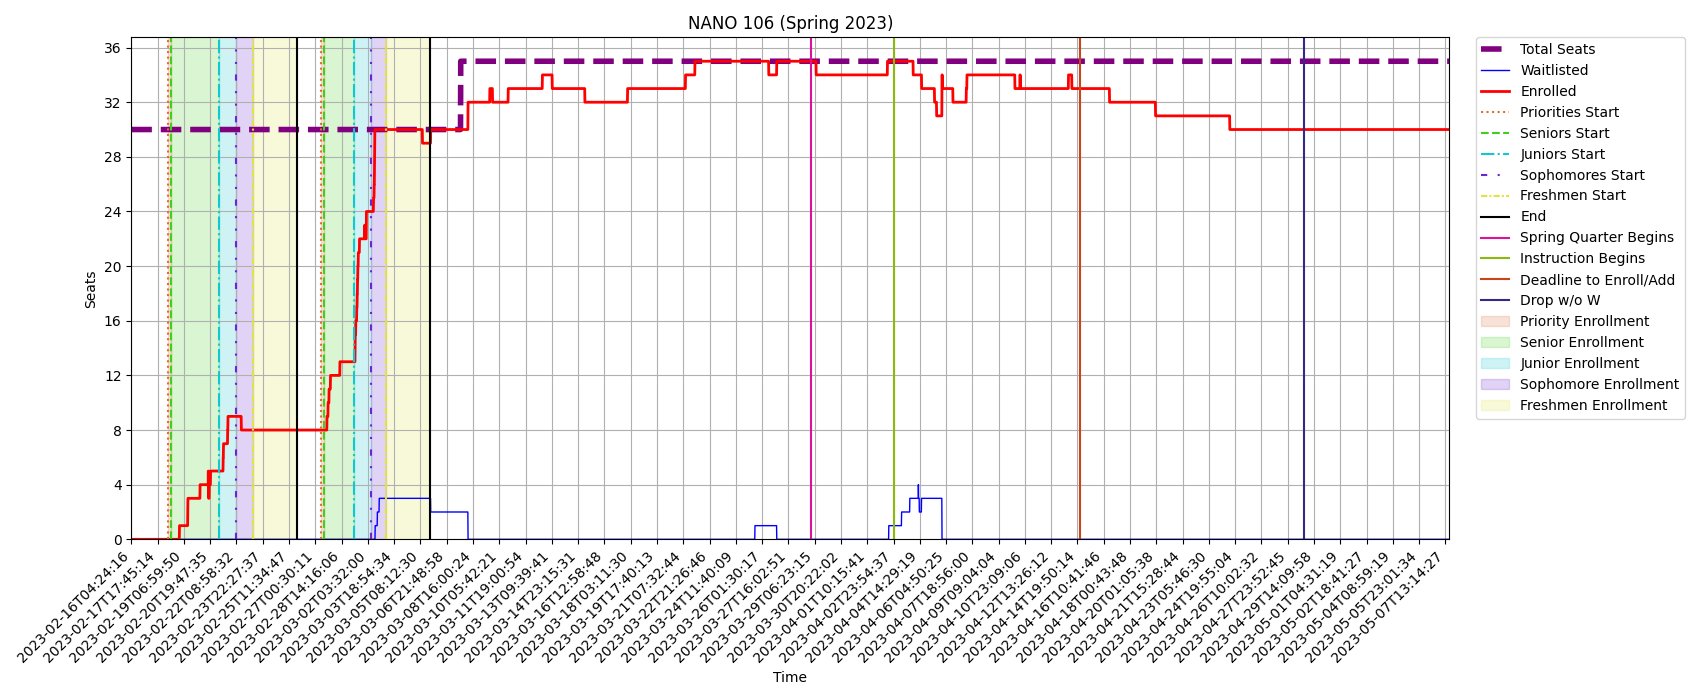 NANO 106 (Spring 2023)
Seats
36
32
28
24
20
16
12
8
4
0
2023-02-16T04:24:16
2023-02-17T17:45:14
2023-02-19T06:59:50
2023-02-20T19:47:35
2023-02-22T08:58:32
2023-02-23T22:27:37
2023-02-25T11:34:47
2023-02-27T00:30:11
2023-02-28T14:16:09
2023-03-02T03:32:00
2023-03-03T18:54:34
2023-03-05T08:12:30
2023-03-06T21:48:50
2023-03-08T16:00:24
2023-03-10T05:42:21
2023-03-11T19:00:54
2023-03-13T09:39:41
2023-03-14T23:15:31
2023-03-16T12:58:48
2023-03-18T03:11:30
2023-03-19T17:40:13
2023-03-21T07:32:44
2023-03-22T21:26:46
2023-03-24T11:40:09
2023-03-26T01:30:17
2023-03-27T16:02:51
2023-03-29T06:23:15
2023-03-30T20:22:02
2023-04-01T10:15:41
2023-04-02T23:54:37
2023-04-04T14:29:19
2023-04-06T04:50:25
2023-04-07T18:56:00
2023-04-09T09:04:04
2023-04-10T23:09:06
2023-04-12T13:26:12
2023-04-14T19:50:14
2023-04-16T10:41:46
2023-04-18T00:43:48
2023-04-20T01:05:38
2023-04-21T15:28:44
2023-04-23T05:46:30
2023-04-24T19:55:04
2023-04-26T10:02:32
2023-04-27T23:52:45
2023-04-29T14:09:58
2023-05-01T04:31:19
2023-05-02T18:41:27
2023-05-04T08:59:19
2023-05-05T23:01:34
2023-05-07T13:14:27
Time
Total Seats
Waitlisted
Enrolled
Priorities Start
Seniors Start
Juniors Start
Sophomores Start
Freshmen Start
End
Spring Quarter Begins
Instruction Begins
Deadline to Enroll/Add
Drop w/o W
Priority Enrollment
Senior Enrollment
Junior Enrollment
Sophomore Enrollment
Freshmen Enrollment